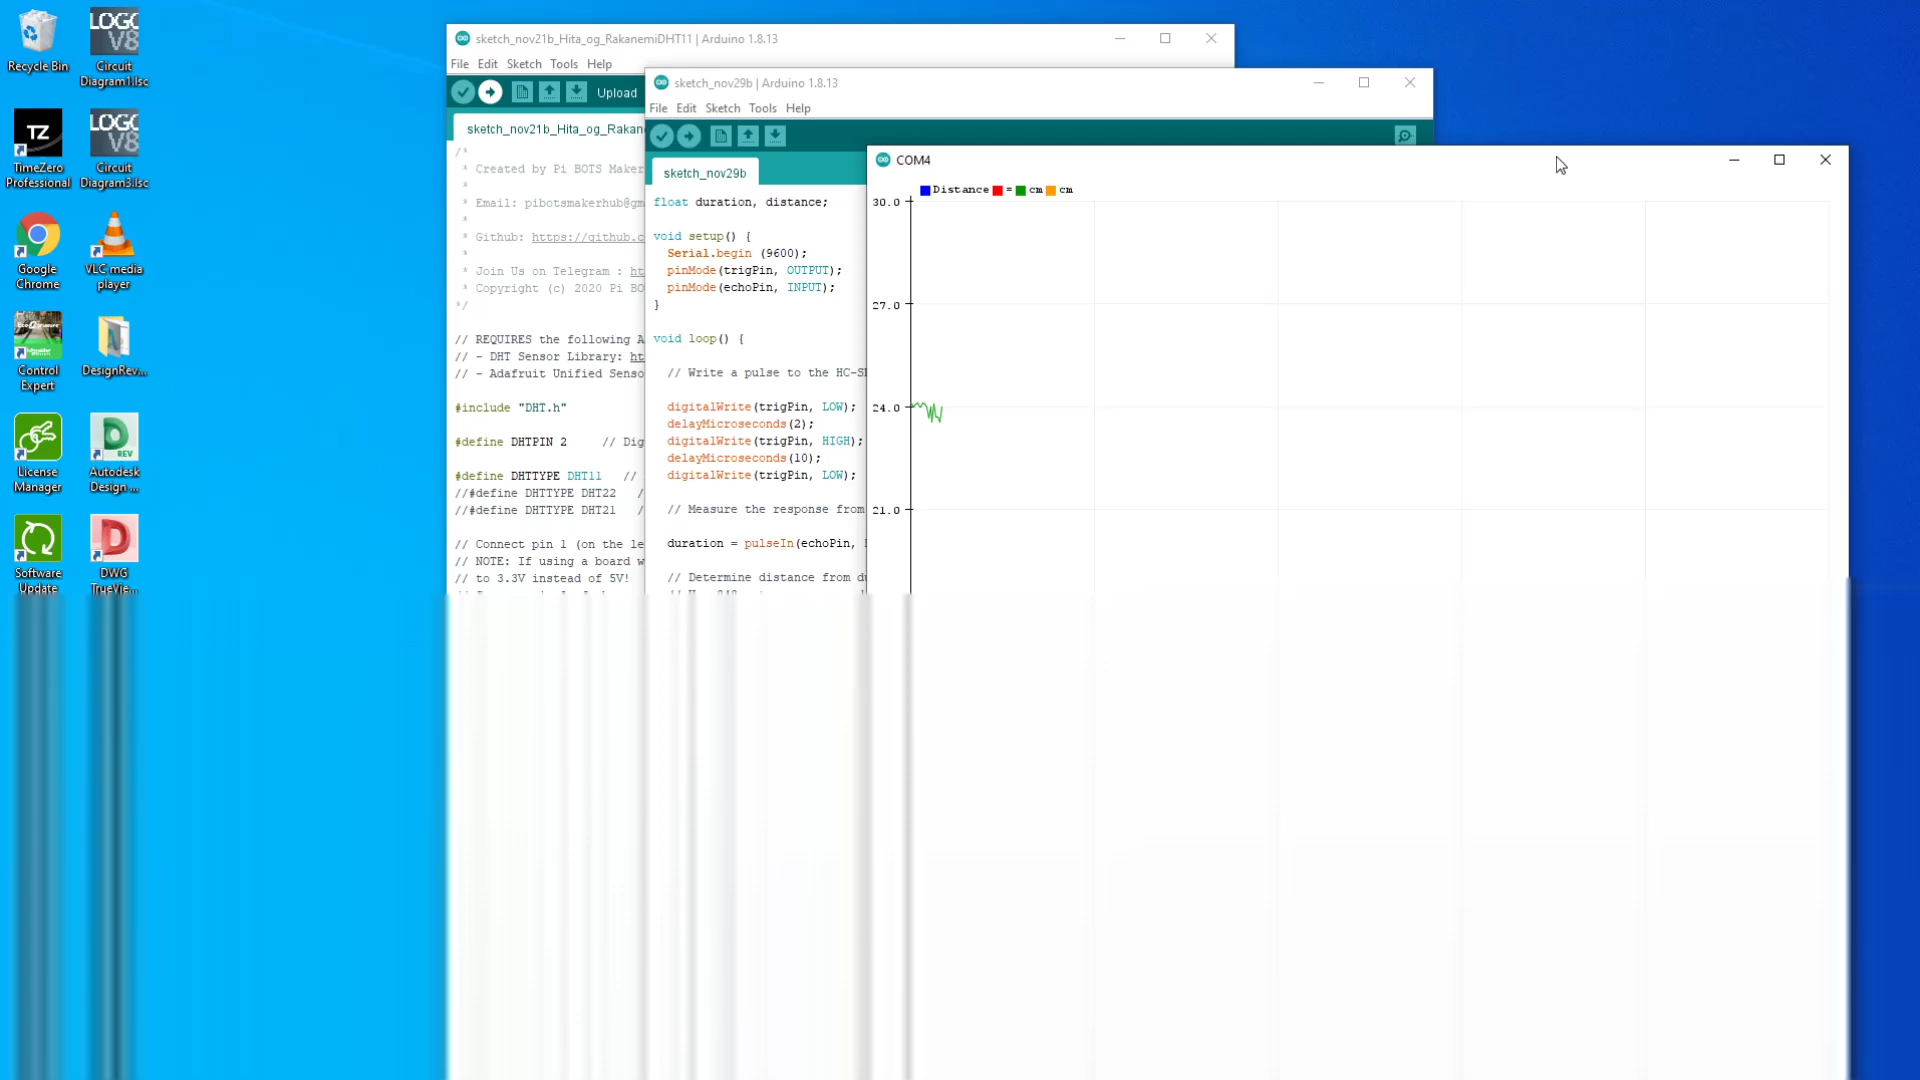 Recycle Bin
Circuit
Diagram1.lsc
TimeZero
Professional
Circuit
Diagram3.lsc
Google
Chrome
VLC media
player
Control
Expert
DesignRev...
License
Manager
Autodesk
Design ...
Software
Update
DWG
TrueVie...
sketch_nov21b_Hita_og_RakanemiDHT11 | Arduino 1.8.13
File Edit Sketch Tools Help
Upload
sketch_nov21b_Hita_og_Rakan
/*
* Created by Pi BOTS Maker
*
* Email: pibotsmakerhub@gm
*
* Github: https://github.c
*
* Join Us on Telegram : ht
* Copyright (c) 2020 Pi BO
*/
// REQUIRES the following A
// - DHT Sensor Library: ht
// - Adafruit Unified Senso
#include "DHT.h"
#define DHTPIN 2 // Dig
#define DHTTYPE DHT11 //
//#define DHTTYPE DHT22 /
//#define DHTTYPE DHT21 /
// Connect pin 1 (on the le
// NOTE: If using a board w
// to 3.3V instead of 5V!
sketch_nov29b | Arduino 1.8.13
File Edit Sketch Tools Help
sketch_nov29b
float duration, distance;
void setup() {
Serial.begin (9600);
pinMode(trigPin, OUTPUT);
pinMode(echoPin, INPUT);
}
void loop() {
// Write a pulse to the HC-SR
digitalWrite(trigPin, LOW);
delayMicroseconds(2);
digitalWrite(trigPin, HIGH);
delayMicroseconds(10);
digitalWrite(trigPin, LOW);
// Measure the response from
duration = pulseIn(echoPin,
// Determine distance from du
COM4
Distance = cm cm
30.0
27.0
24.0
21.0
LOGO
V8
LOGO
V8
TZ
REV